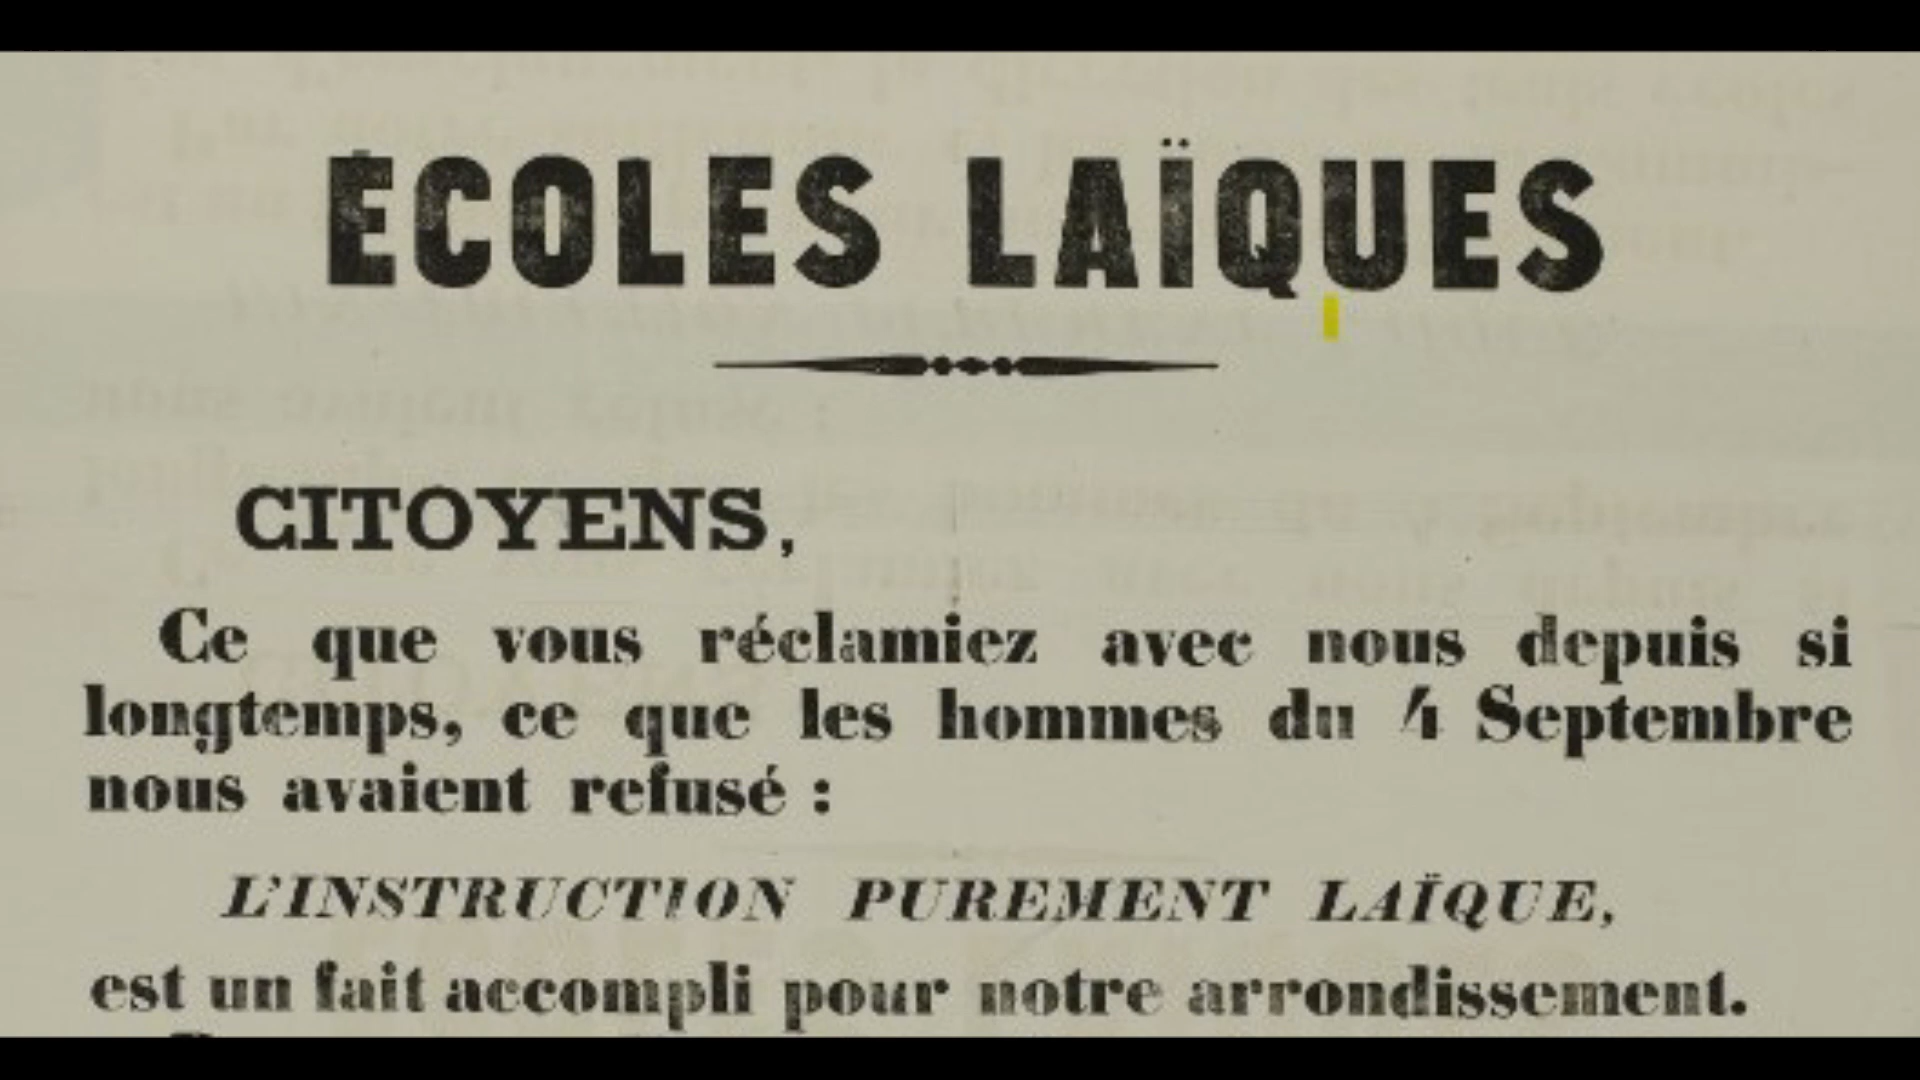 ÉCOLES LAÏQUES
CITOYENS,
Ce que vous réclamiez avec nous depuis si
longtemps, ce que les hommes du 4 Septembre
nous avaient refusé :
L'INSTRUCTION PUREMENT LAÏQUE,
est un fait accompli pour notre arrondissement.